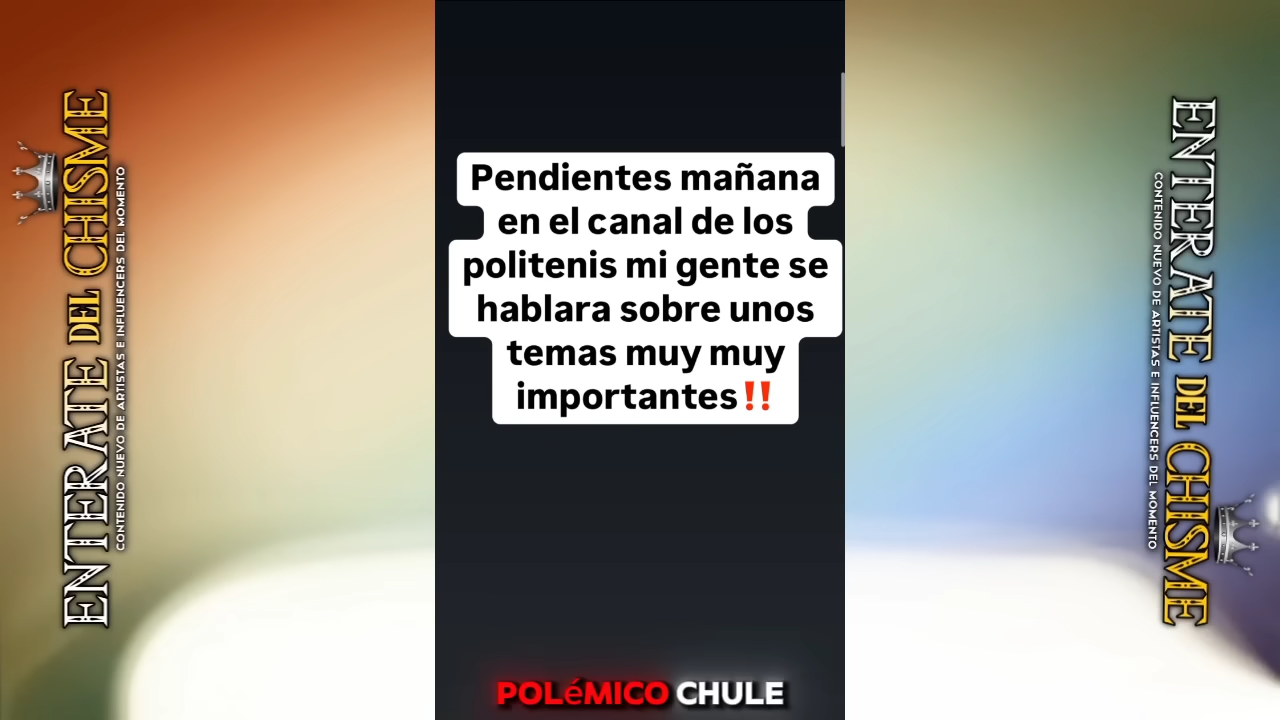 ENTERATE DEL CHISME
CONTENIDO NUEVO DE ARTISTAS E INFLUENCERS DEL MOMENTO
Pendientes mañana
en el canal de los
politenis mi gente se
hablara sobre unos
temas muy muy
importantes‼️
POLéMICO CHULE
ENTERATE DEL CHISME
CONTENIDO NUEVO DE ARTISTAS E INFLUENCERS DEL MOMENTO